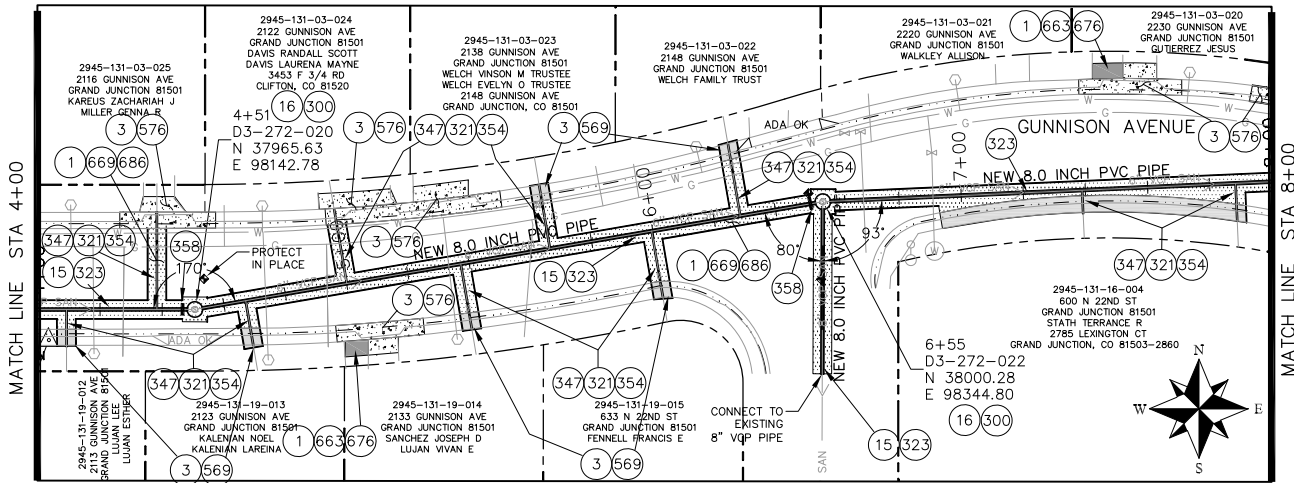 MATCH LINE STA 4+00
2945-131-03-025
2116 GUNNISON AVE
GRAND JUNCTION 81501
KAREUS ZACHARIAH J
MILLER GENNA R
3 576
1 669 686
347 321 354
15 323
358
170°
PROTECT
IN PLACE
2945-131-03-024
2122 GUNNISON AVE
GRAND JUNCTION 81501
DAVIS RANDALL SCOTT
DAVIS LAURENA MAYNE
3453 F 3/4 RD
CLIFTON, CO 81520
16 300
4+51
D3-272-020
N 37965.63
E 98142.78
3 576
347 321 354
2945-131-03-023
2138 GUNNISON AVE
GRAND JUNCTION 81501
WELCH VINSON M TRUSTEE
WELCH EVELYN O TRUSTEE
2148 GUNNISON AVE
GRAND JUNCTION, CO 81501
3 569
3 576
NEW 8.0 INCH PVC PIPE
15 323
6+00
2945-131-03-022
2148 GUNNISON AVE
GRAND JUNCTION 81501
WELCH FAMILY TRUST
ADA OK
347 321 354
1 669 686
80°
358
93°
2945-131-03-021
2220 GUNNISON AVE
GRAND JUNCTION 81501
WALKLEY ALLISON
1 663 676
2945-131-03-020
2230 GUNNISON AVE
GRAND JUNCTION 81501
GUTIERREZ JESUS
GUNNISON AVENUE
3 576
7+00
323
NEW 8.0 INCH PVC PIPE
8+00
347 321 354
MATCH LINE STA 8+00
2945-131-16-004
600 N 22ND ST
GRAND JUNCTION 81501
STATH TERRANCE R
2785 LEXINGTON CT
GRAND JUNCTION, CO 81503-2860
6+55
D3-272-022
N 38000.28
E 98344.80
16 300
15 323
NEW 8.0 INCH PVC PIPE
CONNECT TO
EXISTING
8" VCP PIPE
SAN
ADA OK
347 321 354
2945-131-19-012
2113 GUNNISON AVE
GRAND JUNCTION 81501
LUJAN LEE
LUJAN ESTHER
3 569
2945-131-19-013
2123 GUNNISON AVE
GRAND JUNCTION 81501
KALENIAN NOEL
KALENIAN LAREINA
1 663 676
3 576
2945-131-19-014
2133 GUNNISON AVE
GRAND JUNCTION 81501
SANCHEZ JOSEPH D
LUJAN VIVAN E
347 321 354
2945-131-19-015
633 N 22ND ST
GRAND JUNCTION 81501
FENNELL FRANCIS E
3 569
N
W E
S
W
G
W
G
W
G
W
G